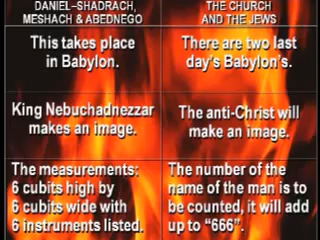 DANIEL–SHADRACH,
MESHACH & ABEDNEGO
THE CHURCH
AND THE JEWS
This takes place
in Babylon.
There are two last
day's Babylon's.
King Nebuchadnezzar
makes an image.
The anti-Christ will
make an image.
The measurements:
6 cubits high by
6 cubits wide with
6 instruments listed.
The number of the
name of the man is to
be counted, it will add
up to “666”.